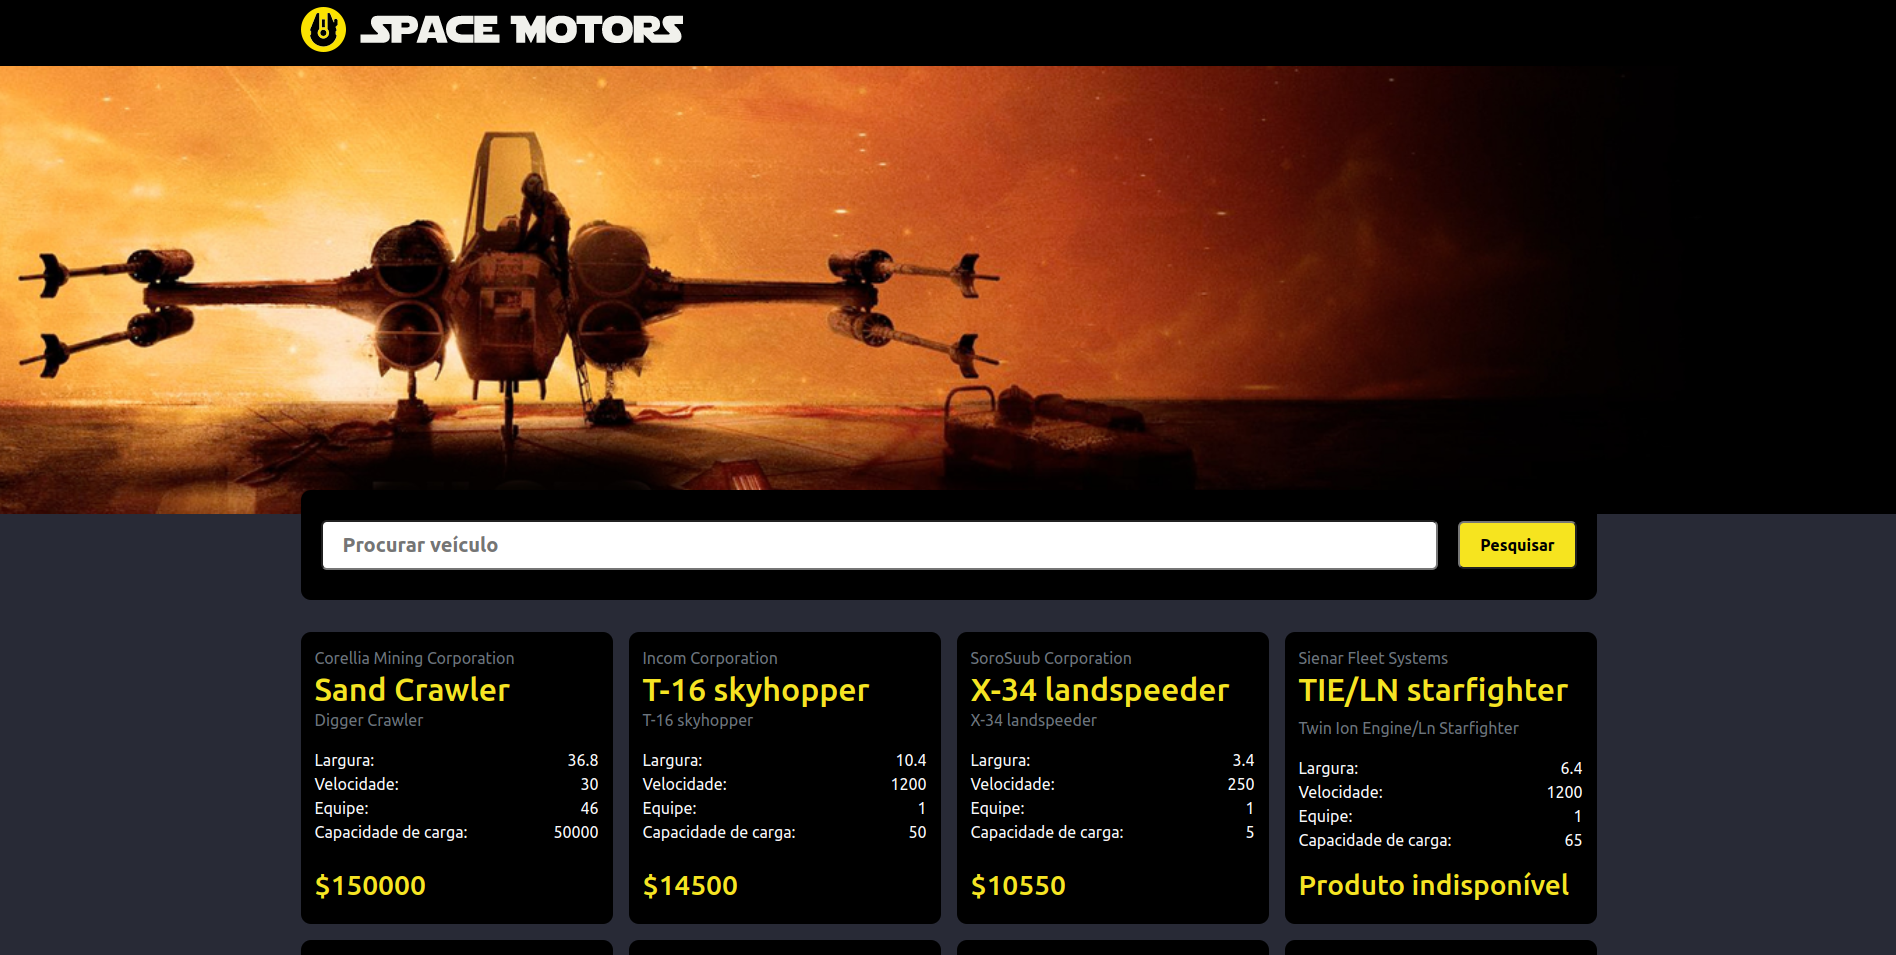 SPACE MOTORS
Procurar veículo
Pesquisar
Corellia Mining Corporation
Sand Crawler
Digger Crawler
Largura: 36.8
Velocidade: 30
Equipe: 46
Capacidade de carga: 50000
$150000
Incom Corporation
T-16 skyhopper
T-16 skyhopper
Largura: 10.4
Velocidade: 1200
Equipe: 1
Capacidade de carga: 50
$14500
SoroSuub Corporation
X-34 landspeeder
X-34 landspeeder
Largura: 3.4
Velocidade: 250
Equipe: 1
Capacidade de carga: 5
$10550
Sienar Fleet Systems
TIE/LN starfighter
Twin Ion Engine/Ln Starfighter
Largura: 6.4
Velocidade: 1200
Equipe: 1
Capacidade de carga: 65
Produto indisponível